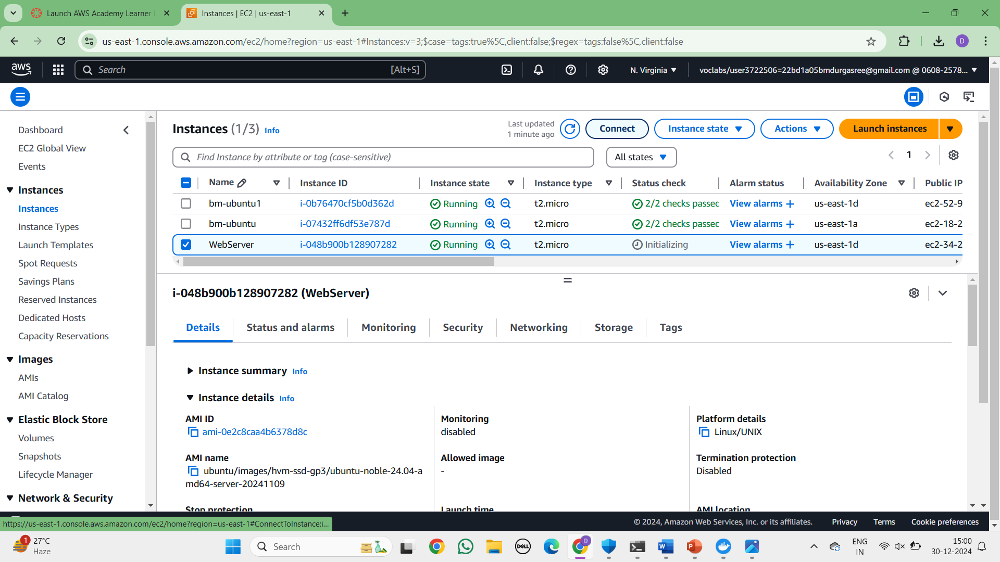 Launch AWS Academy Learner L
Instances | EC2 | us-east-1
us-east-1.console.aws.amazon.com/ec2/home?region=us-east-1#Instances:v=3;$case=tags:true%5C,client:false;$regex=tags:false%5C,client:false
D
aws
Search
[Alt+S]
N. Virginia
voclabs/user3722506=22bd1a05bmdurgasree@gmail.com @ 0608-2578...
Dashboard
EC2 Global View
Events
Instances
Instances
Instance Types
Launch Templates
Spot Requests
Savings Plans
Reserved Instances
Dedicated Hosts
Capacity Reservations
Images
AMIs
AMI Catalog
Elastic Block Store
Volumes
Snapshots
Lifecycle Manager
Network & Security
Instances (1/3) Info
Last updated
1 minute ago
Connect
Instance state
Actions
Launch instances
Find Instance by attribute or tag (case-sensitive)
All states
1
Name Instance ID Instance state Instance type Status check Alarm status Availability Zone Public IP
bm-ubuntu1 i-0b76470cf5b0d362d Running t2.micro 2/2 checks passed View alarms + us-east-1d ec2-52-9
bm-ubuntu i-07432ff6df53e787d Running t2.micro 2/2 checks passed View alarms + us-east-1a ec2-18-2
WebServer i-048b900b128907282 Running t2.micro Initializing View alarms + us-east-1d ec2-34-2
i-048b900b128907282 (WebServer)
Details Status and alarms Monitoring Security Networking Storage Tags
Instance summary Info
Instance details Info
AMI ID
ami-0e2c8caa4b6378d8c
Monitoring
disabled
Platform details
Linux/UNIX
AMI name
ubuntu/images/hvm-ssd-gp3/ubuntu-noble-24.04-a
md64-server-20241109
Allowed image
-
Termination protection
Disabled
Stop protection
Launch time
AMI location
https://us-east-1.console.aws.amazon.com/ec2/home?region=us-east-1#ConnectToInstance:i...
© 2024, Amazon Web Services, Inc. or its affiliates.
Privacy
Terms
Cookie preferences
1
27°C
Haze
Search
DELL
D
W
P
ENG
IN
15:00
30-12-2024